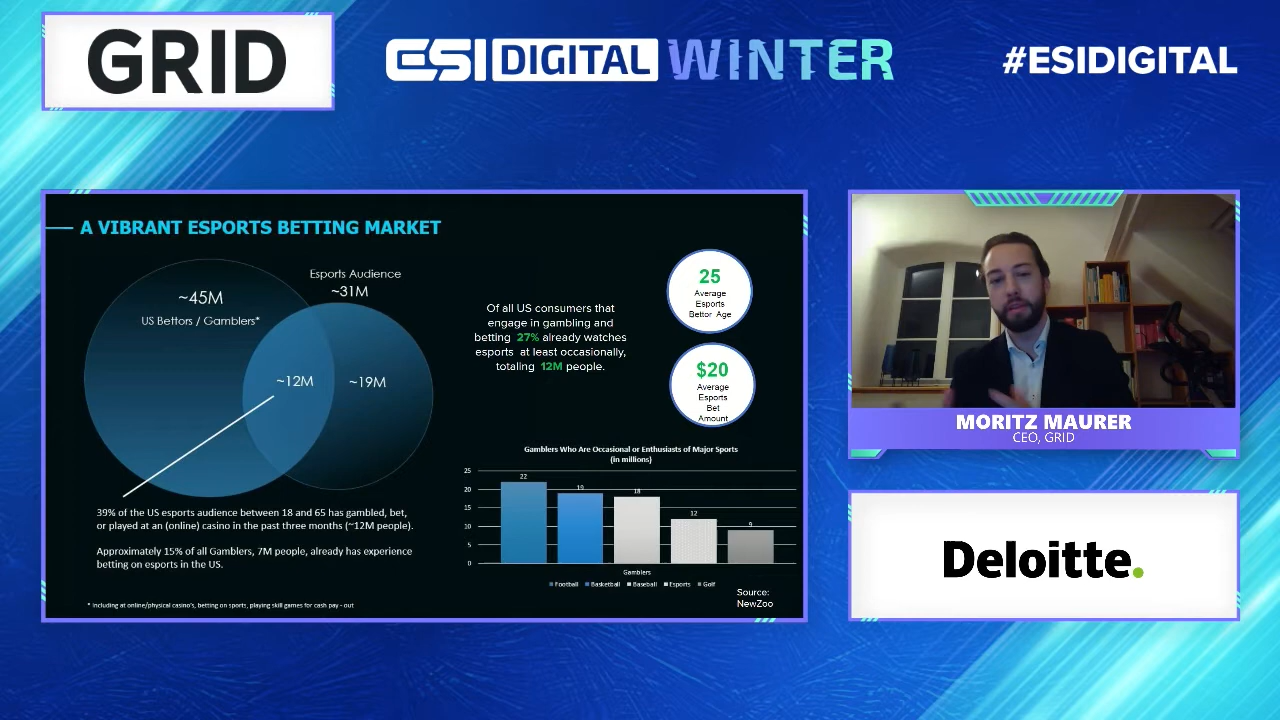 GRID
ESI DIGITAL WINTER
#ESIDIGITAL
A VIBRANT ESPORTS BETTING MARKET
~45M
US Bettors / Gamblers*
Esports Audience
~31M
~12M
~19M
39% of the US esports audience between 18 and 65 has gambled, bet,
or played at an (online) casino in the past three months (~12M people).
Approximately 15% of all Gamblers, 7M people, already has experience
betting on esports in the US.
* Including at online/physical casino's, betting on sports, playing skill games for cash pay - out
Of all US consumers that
engage in gambling and
betting 27% already watches
esports at least occasionally,
totaling 12M people.
25
Average
Esports
Bettor Age
$20
Average
Esports
Bet
Amount
Gamblers Who Are Occasional or Enthusiasts of Major Sports
(in millions)
25
20
15
10
5
0
22
19
18
12
9
Gamblers
Football Basketball Baseball Esports Golf
Source:
NewZoo
MORITZ MAURER
CEO, GRID
Deloitte.